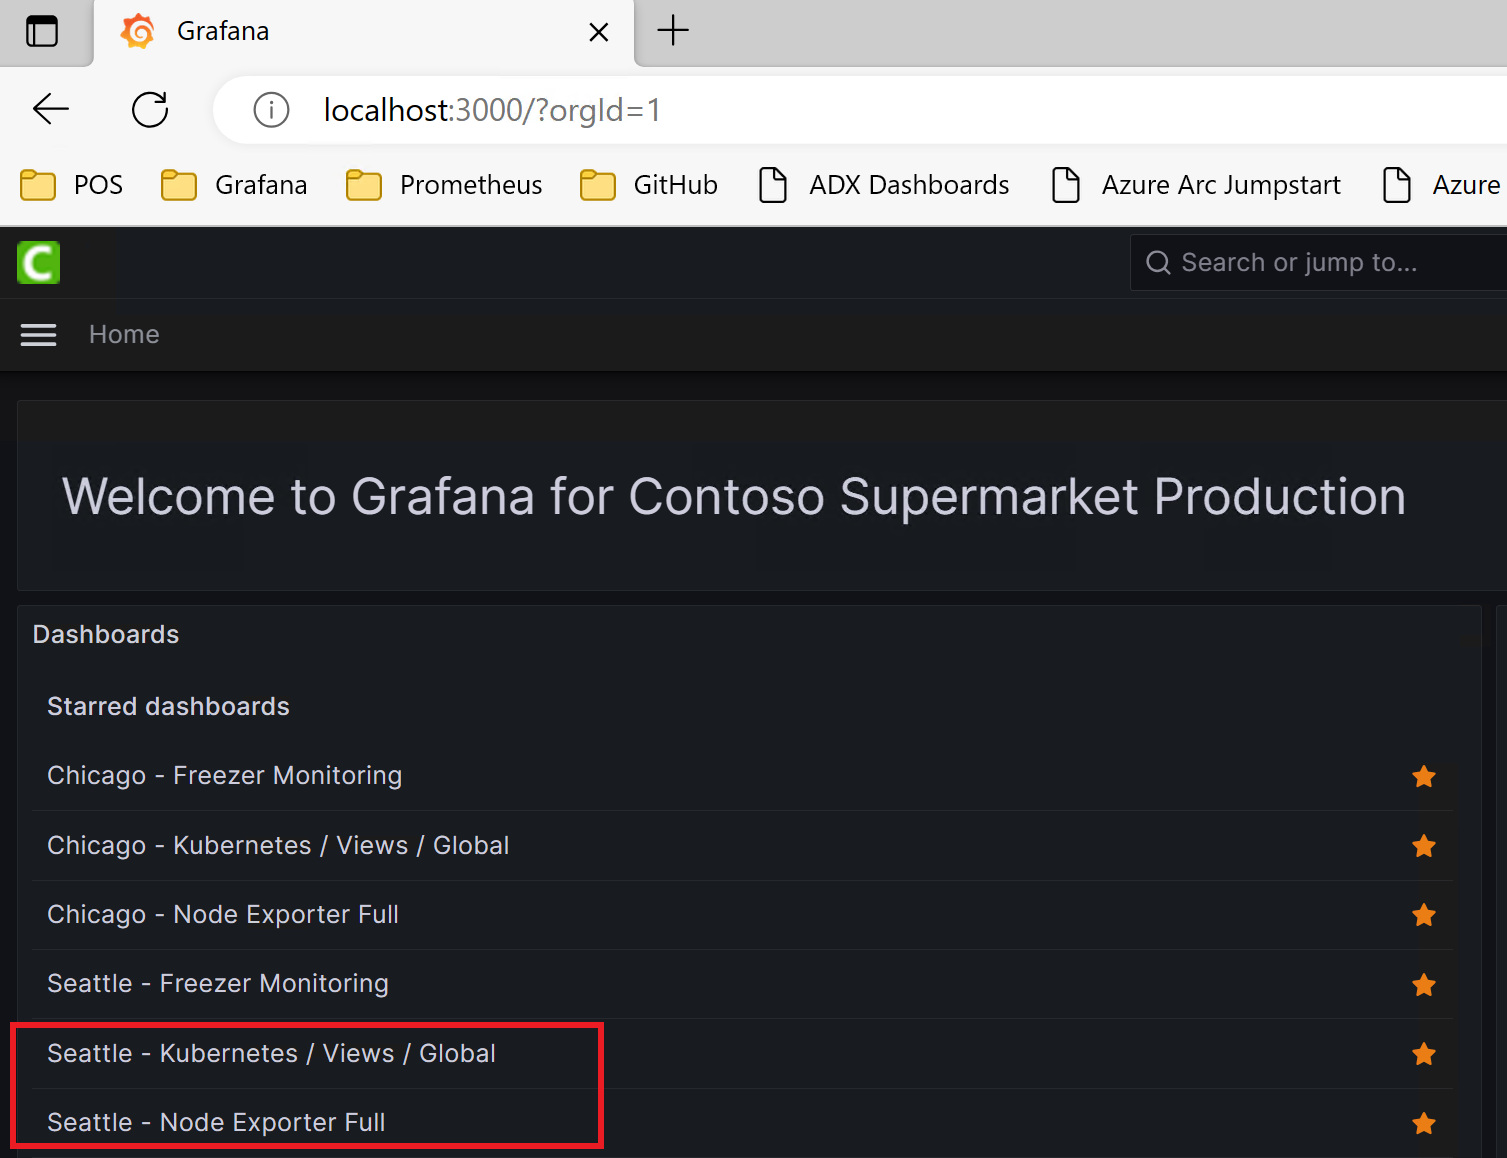 Grafana
localhost:3000/?orgId=1
POS Grafana Prometheus GitHub ADX Dashboards Azure Arc Jumpstart Azure
C Search or jump to...
Home
Welcome to Grafana for Contoso Supermarket Production
Dashboards
Starred dashboards
Chicago - Freezer Monitoring
Chicago - Kubernetes / Views / Global
Chicago - Node Exporter Full
Seattle - Freezer Monitoring
Seattle - Kubernetes / Views / Global
Seattle - Node Exporter Full